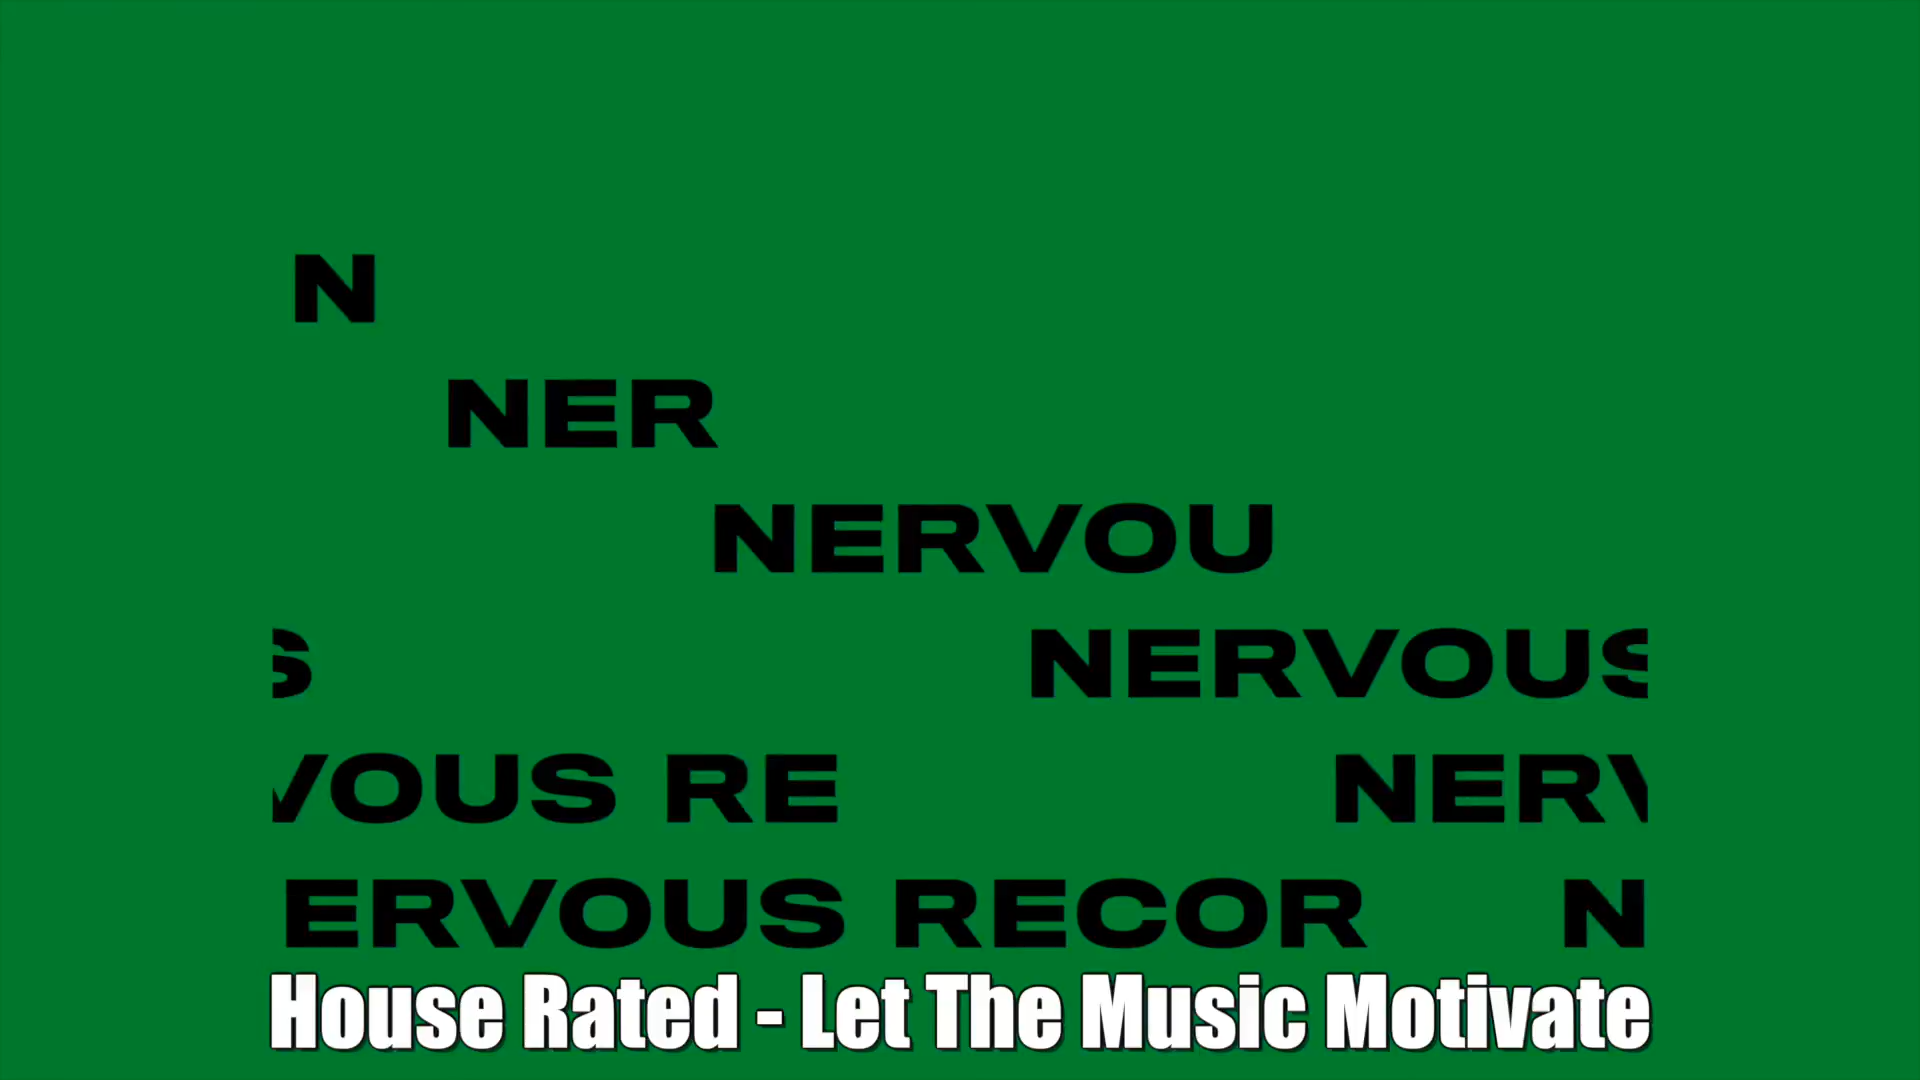 N
NER
NERVOU
S NERVOUS
VOUS RE NERV
ERVOUS RECOR N
House Rated - Let The Music Motivate